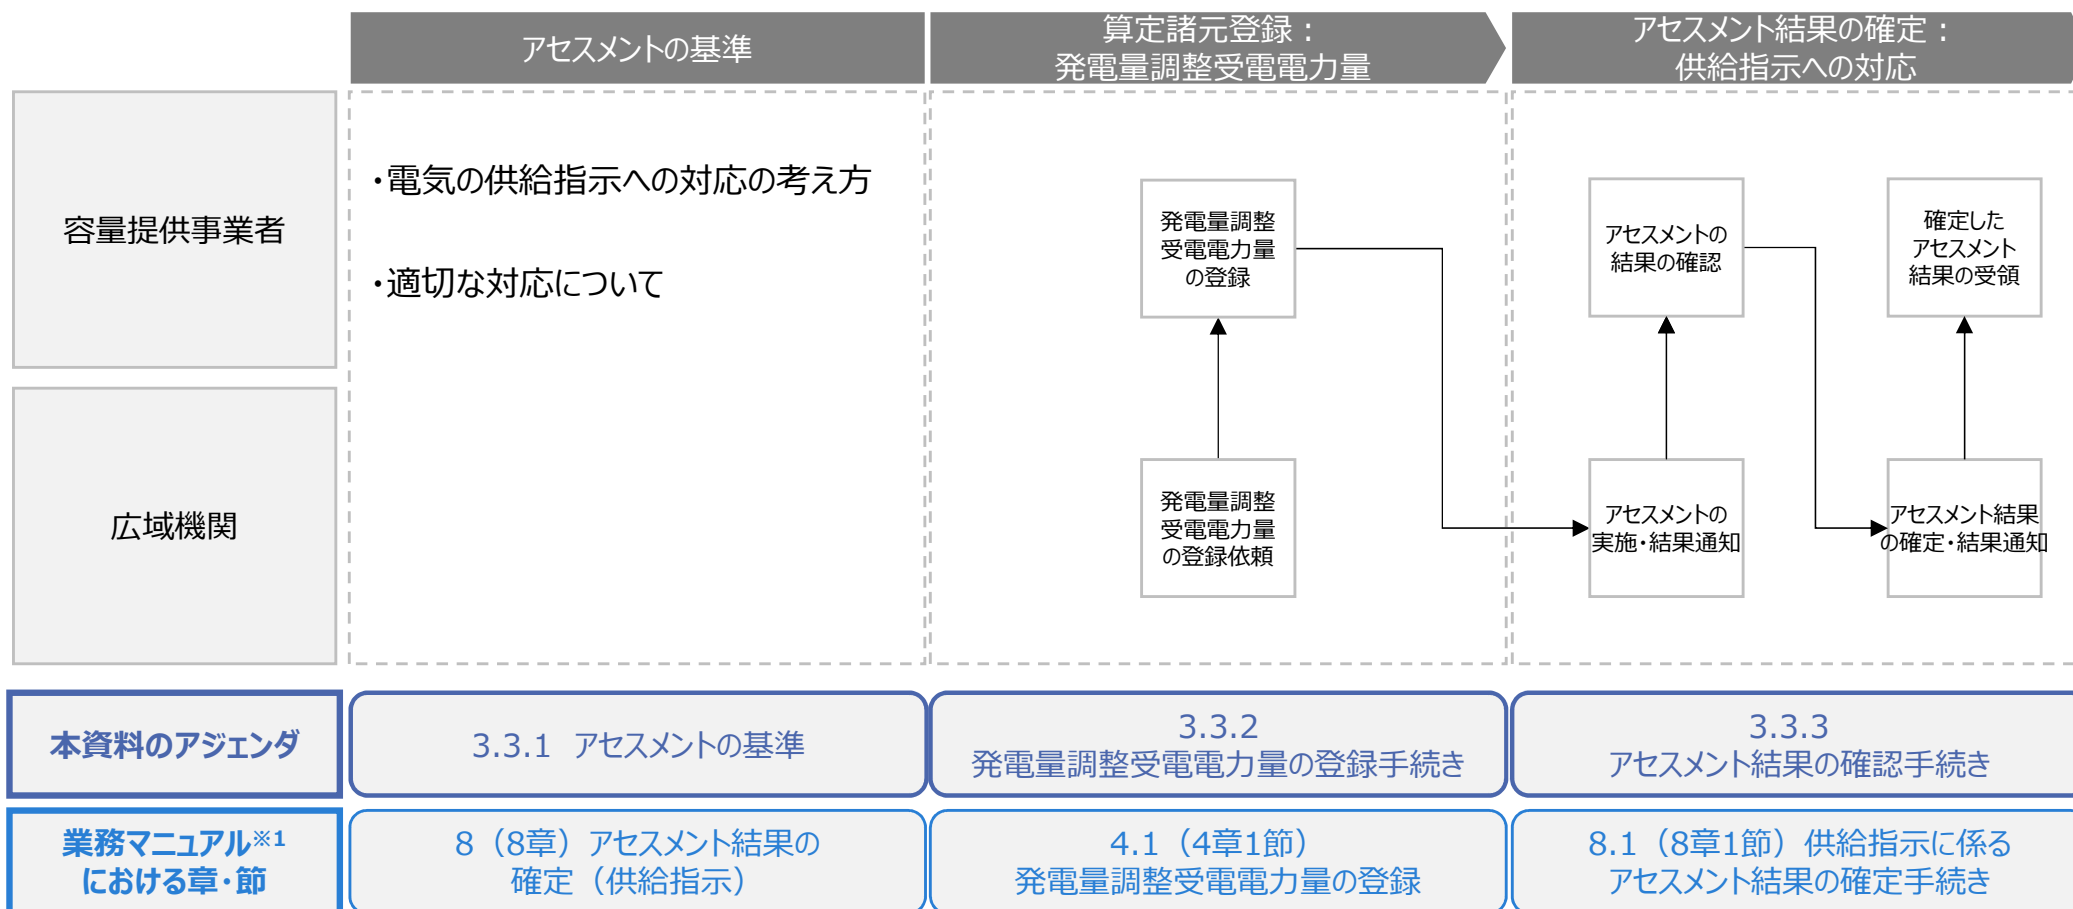 アセスメントの基準
算定諸元登録：
発電量調整受電電力量
アセスメント結果の確定：
供給指示への対応
容量提供事業者
・電気の供給指示への対応の考え方
・適切な対応について
発電量調整
受電電力量
の登録
アセスメントの
結果の確認
確定した
アセスメント
結果の受領
広域機関
発電量調整
受電電力量
の登録依頼
アセスメントの
実施・結果通知
アセスメント結果
の確定・結果通知
本資料のアジェンダ
3.3.1 アセスメントの基準
3.3.2
発電量調整受電電力量の登録手続き
3.3.3
アセスメント結果の確認手続き
業務マニュアル※1
における章・節
8（8章）アセスメント結果の
確定（供給指示）
4.1（4章1節）
発電量調整受電電力量の登録
8.1（8章1節）供給指示に係る
アセスメント結果の確定手続き